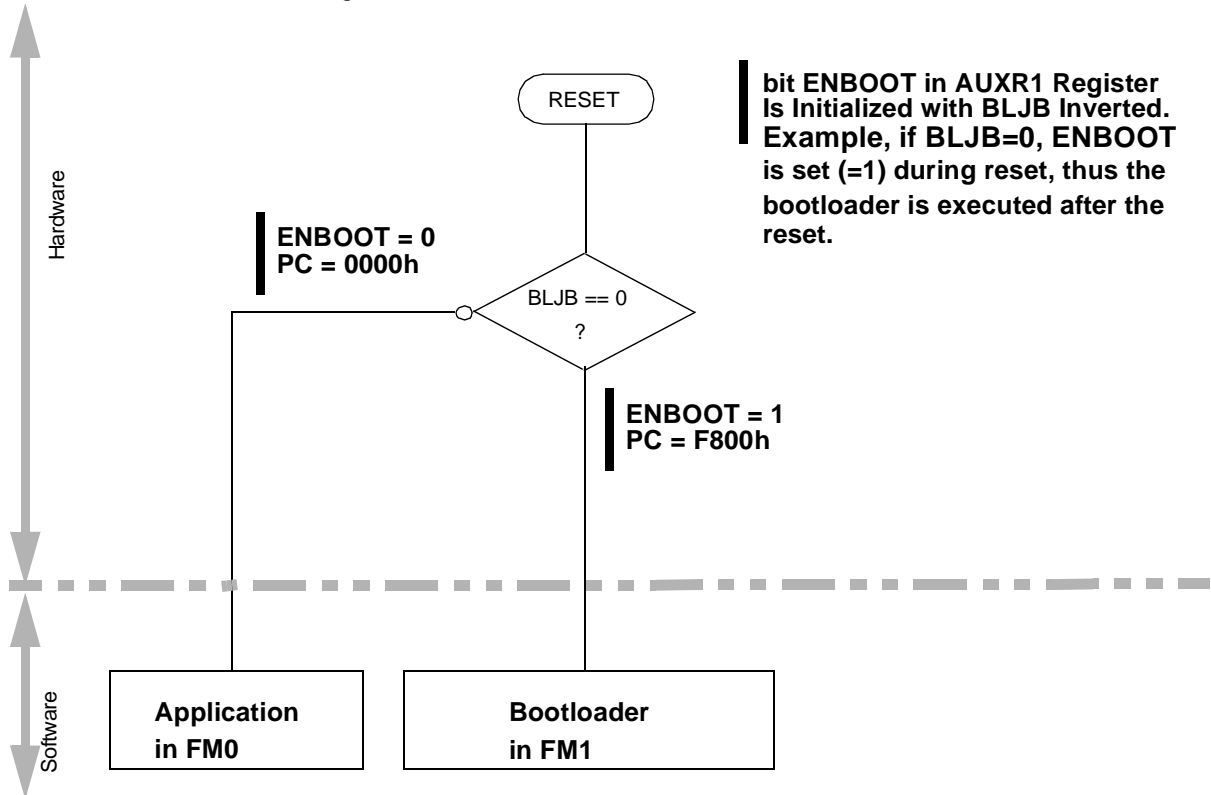 RESET
bit ENBOOT in AUXR1 Register
Is Initialized with BLJB Inverted.
Example, if BLJB=0, ENBOOT
is set (=1) during reset, thus the
bootloader is executed after the
reset.
Hardware
ENBOOT = 0
PC = 0000h
BLJB == 0
?
ENBOOT = 1
PC = F800h
Software
Application
in FM0
Bootloader
in FM1